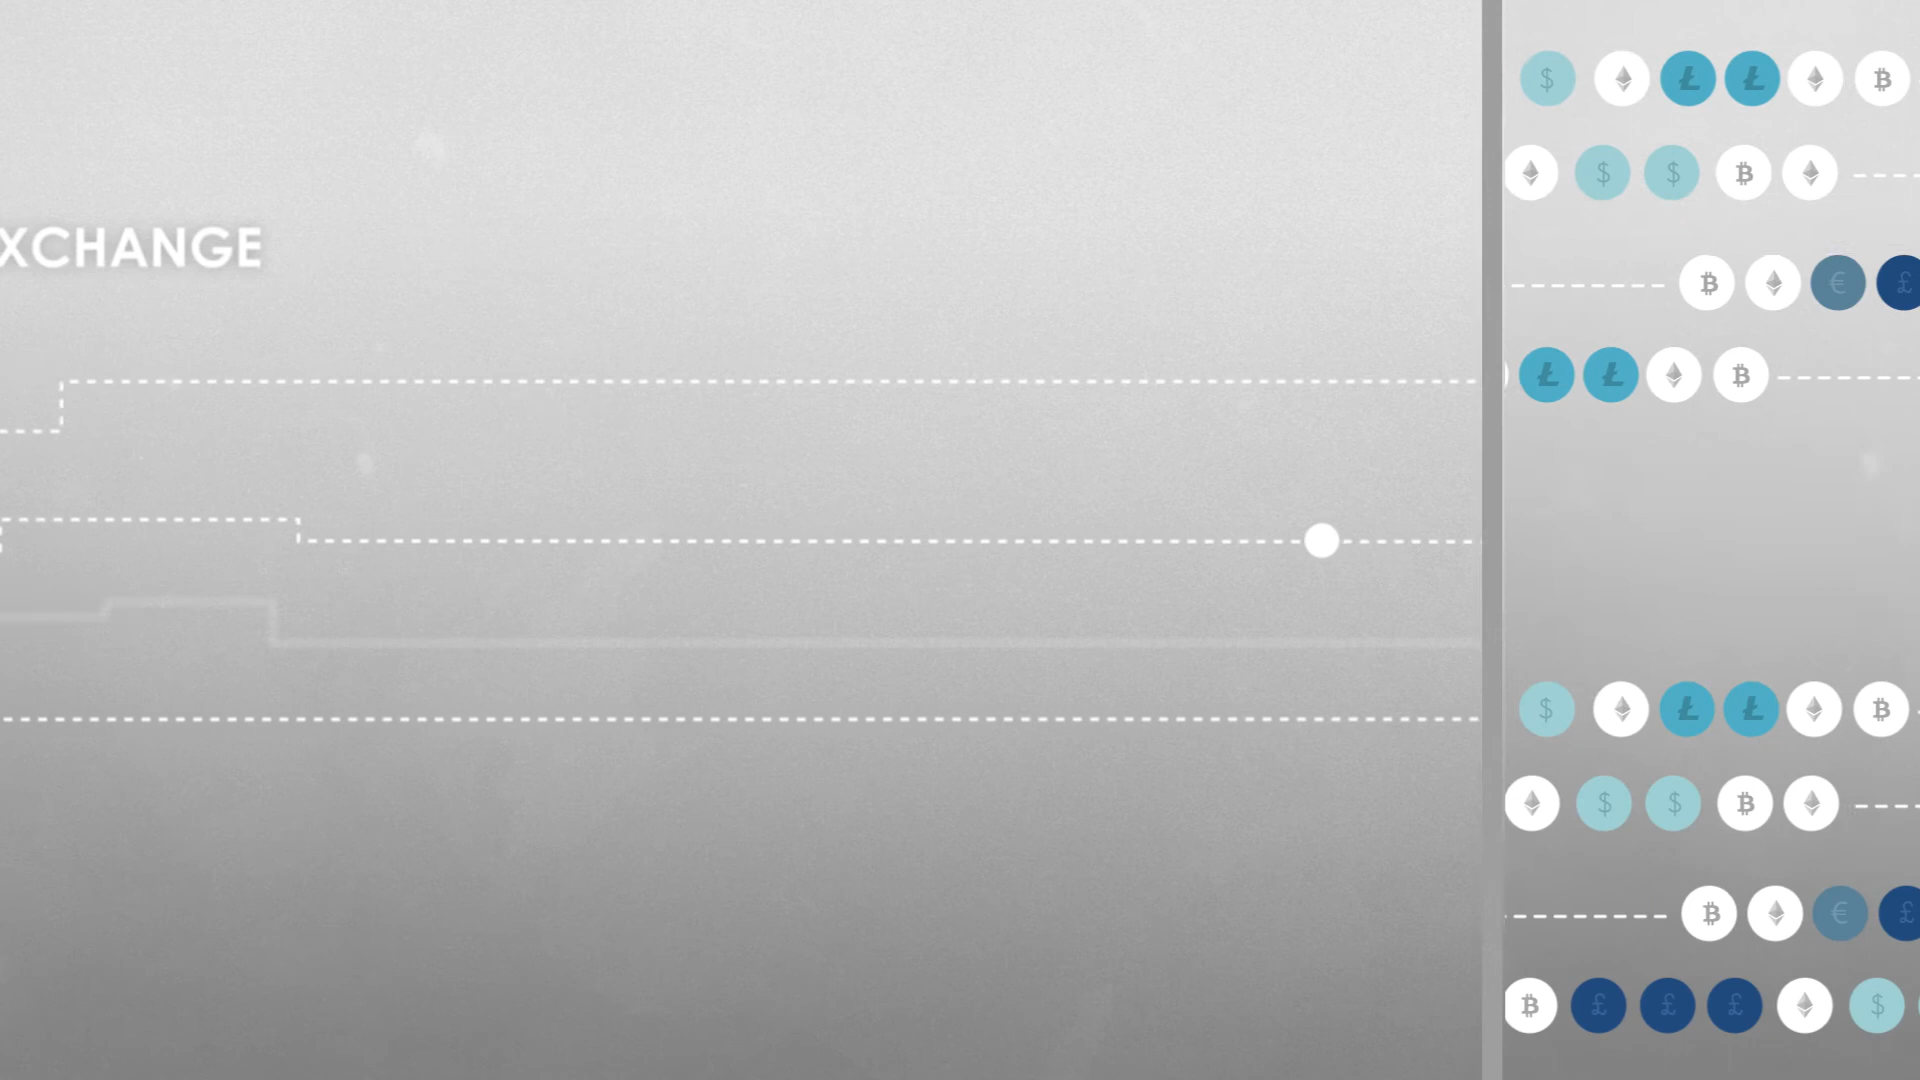 XCHANGE
$ Ł Ł ₿
$ $ ₿
₿ € £
Ł Ł ₿
$ Ł Ł ₿
$ $ ₿
₿ € £
₿ £ £ £ $